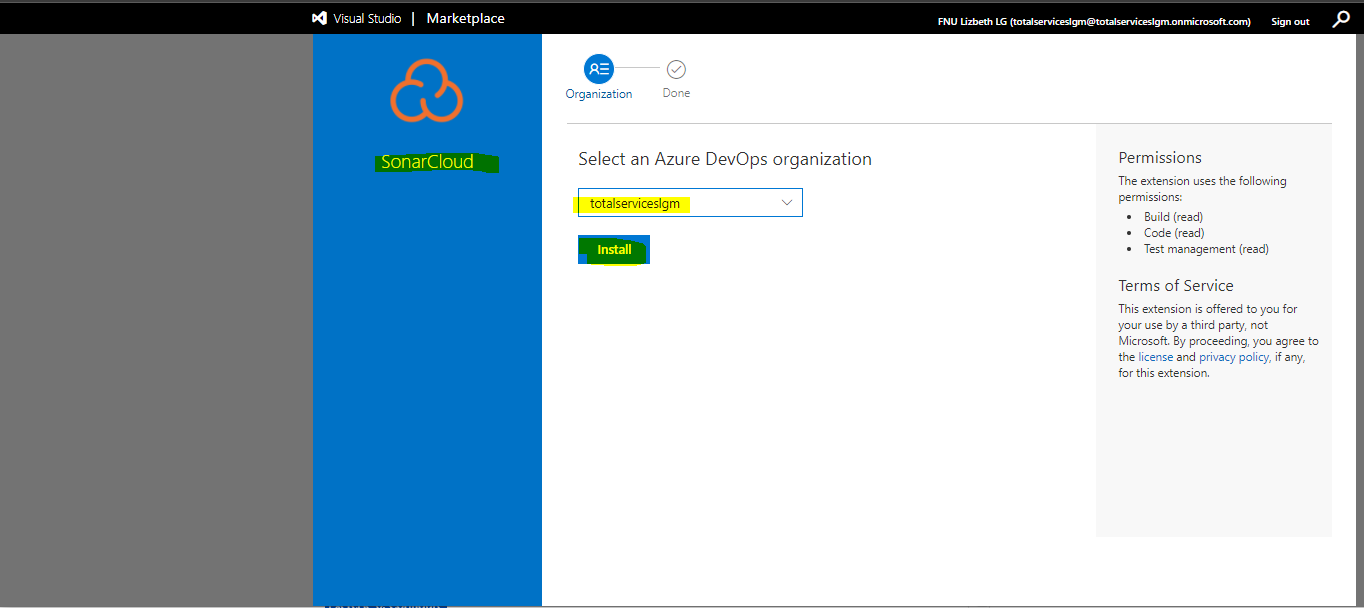 Visual Studio | Marketplace
FNU Lizbeth LG (totalserviceslgm@totalserviceslgm.onmicrosoft.com) Sign out
SonarCloud
Organization
Done
Select an Azure DevOps organization
totalserviceslgm
Install
Permissions
The extension uses the following
permissions:
• Build (read)
• Code (read)
• Test management (read)
Terms of Service
This extension is offered to you for
your use by a third party, not
Microsoft. By proceeding, you agree to
the license and privacy policy, if any,
for this extension.